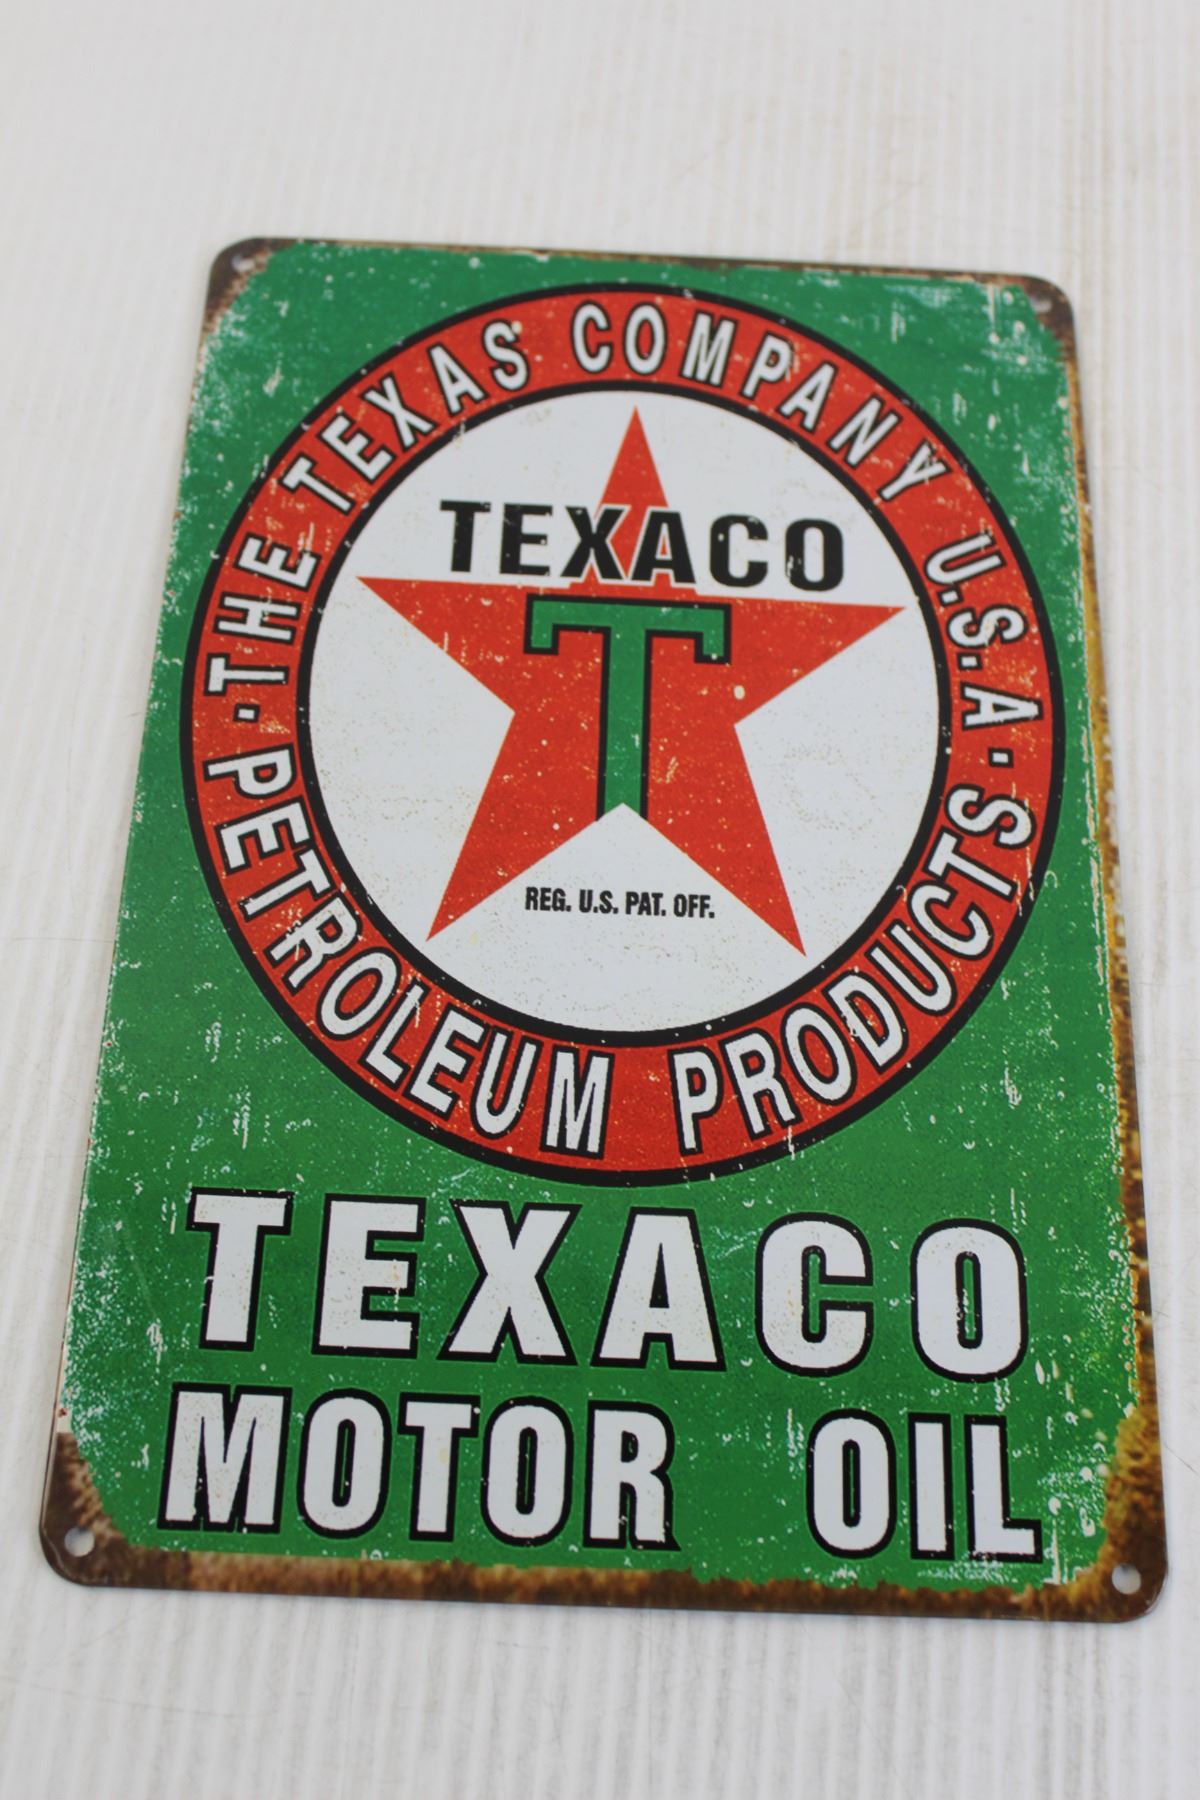 ·THE TEXAS COMPANY U.S.A·
TEXACO
T
REG. U.S. PAT. OFF.
PETROLEUM PRODUCTS
TEXACO
MOTOR OIL